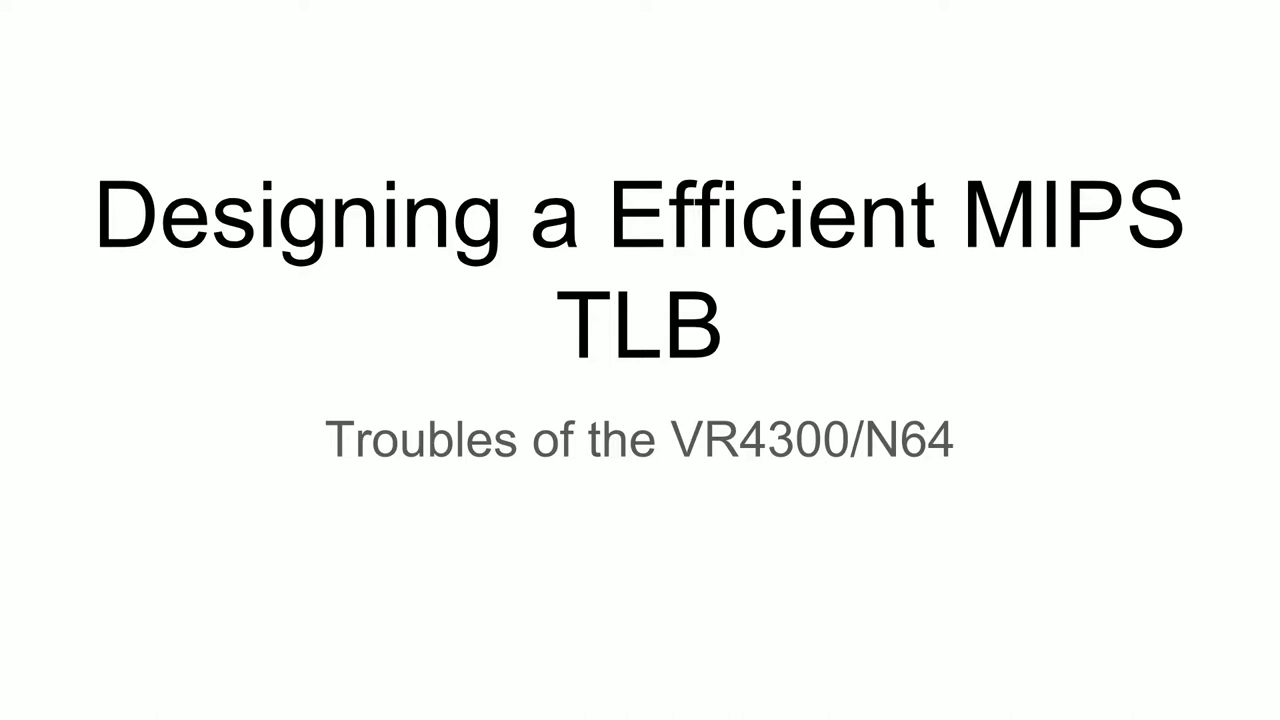 Designing a Efficient MIPS
TLB
Troubles of the VR4300/N64